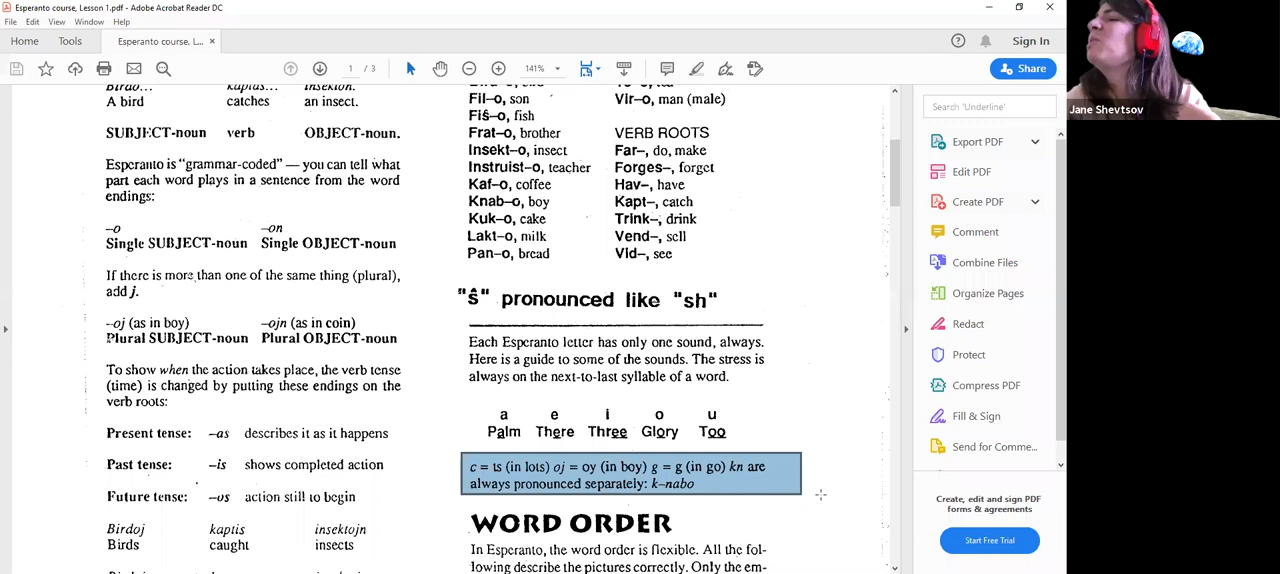 Esperanto course, Lesson 1.pdf - Adobe Acrobat Reader DC
File Edit View Window Help
Home Tools Esperanto course, L... × Sign In
1 / 3 141% Share
Birdo... kaptas... insekton.
A bird catches an insect.
SUBJECT-noun verb OBJECT-noun.
Esperanto is “grammar-coded” — you can tell what
part each word plays in a sentence from the word
endings:
–o –on
Single SUBJECT-noun Single OBJECT-noun
If there is more than one of the same thing (plural),
add j.
–oj (as in boy) –ojn (as in coin)
Plural SUBJECT-noun Plural OBJECT-noun
To show when the action takes place, the verb tense
(time) is changed by putting these endings on the
verb roots:
Present tense: –as describes it as it happens
Past tense: –is shows completed action
Future tense: –os action still to begin
Birdoj kaptis insektojn
Birds caught insects
Fil–o, son
Fiŝ–o, fish
Frat–o, brother
Insekt–o, insect
Instruist–o, teacher
Kaf–o, coffee
Knab–o, boy
Kuk–o, cake
Lakt–o, milk
Pan–o, bread
Vir–o, man (male)
VERB ROOTS
Far–, do, make
Forges–, forget
Hav–, have
Kapt–, catch
Trink–, drink
Vend–, sell
Vid–, see
"ŝ" pronounced like "sh"
Each Esperanto letter has only one sound, always.
Here is a guide to some of the sounds. The stress is
always on the next-to-last syllable of a word.
a e i o u
Palm There Three Glory Too
c = ts (in lots) oj = oy (in boy) g = g (in go) kn are
always pronounced separately: k–nabo
WORD ORDER
In Esperanto, the word order is flexible. All the fol-
lowing describe the pictures correctly. Only the em-
Search 'Underline'
Export PDF
Edit PDF
Create PDF
Comment
Combine Files
Organize Pages
Redact
Protect
Compress PDF
Fill & Sign
Send for Comme...
Create, edit and sign PDF
forms & agreements
Start Free Trial
Jane Shevtsov